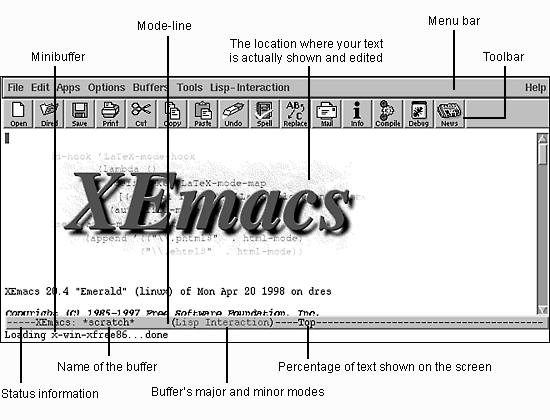 Menu bar
Mode-line
Minibuffer
The location where your text
is actually shown and edited
Toolbar
File Edit Apps Options Buffers Tools Lisp-Interaction Help
Open Dired Save Print Cut Copy Paste Undo Spell Replace Mail Info Compile Debug News
-hook 'LaTeX-mode-hook
(lambda ()
LaTeX-mode-map
XEmacs
(append '(("\\.phtml$" . html-mode)
("\\.ehtml$" . html-mode)
XEmacs 20.4 "Emerald" (linux) of Mon Apr 20 1998 on dres
Copyright (C) 1985-1997 Free Software Foundation, Inc.
-----XEmacs: *scratch* (Lisp Interaction)----Top----
Loading x-win-xfree86...done
Name of the buffer
Percentage of text shown on the screen
Status information
Buffer's major and minor modes